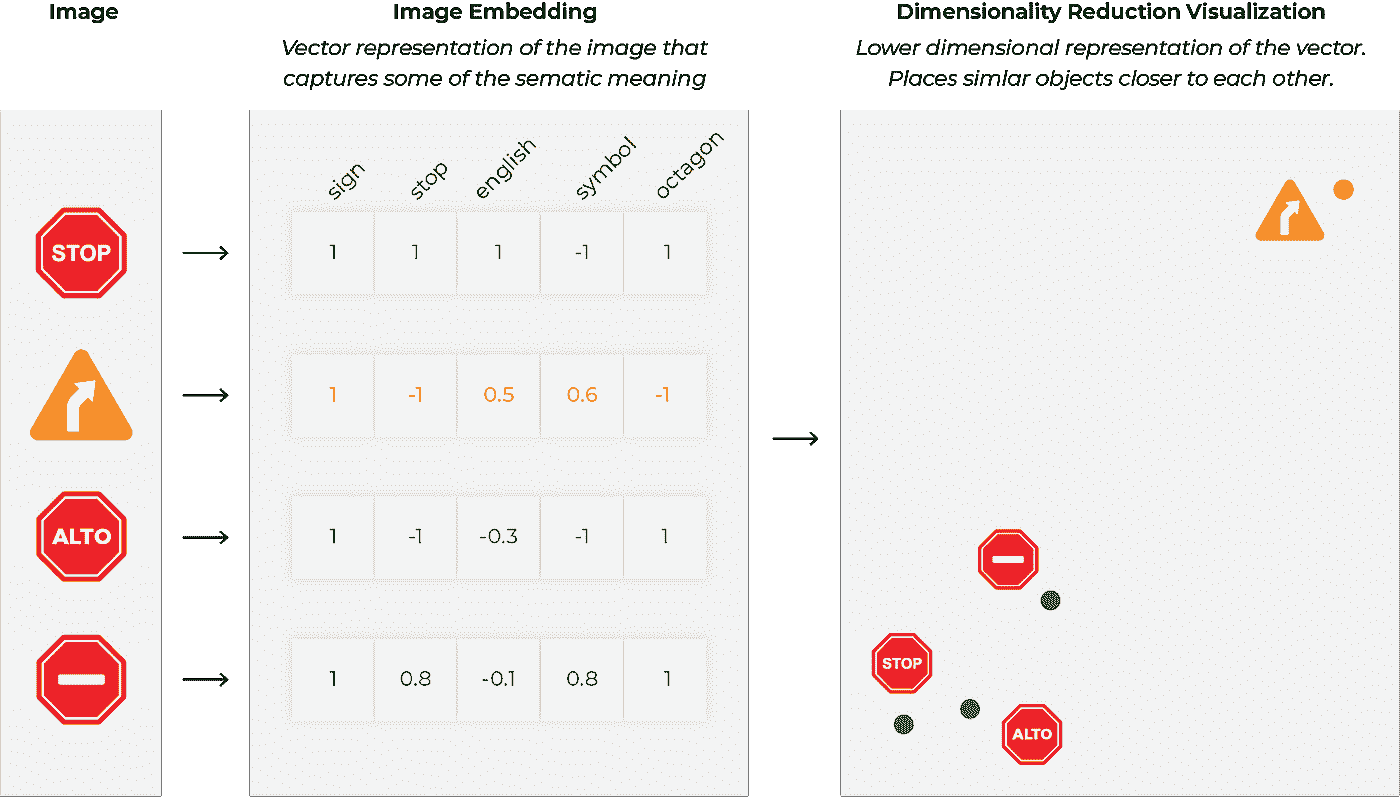 Image
Image Embedding
Vector representation of the image that
captures some of the sematic meaning
Dimensionality Reduction Visualization
Lower dimensional representation of the vector.
Places simlar objects closer to each other.
sign stop english symbol octagon
STOP
1 1 1 -1 1
1 -1 0.5 0.6 -1
ALTO
1 -1 -0.3 -1 1
1 0.8 -0.1 0.8 1
STOP
ALTO